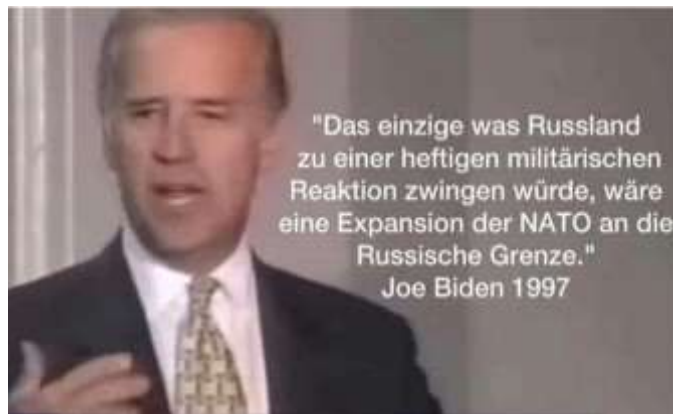 "Das einzige was Russland
zu einer heftigen militärischen
Reaktion zwingen würde, wäre
eine Expansion der NATO an die
Russische Grenze."
Joe Biden 1997